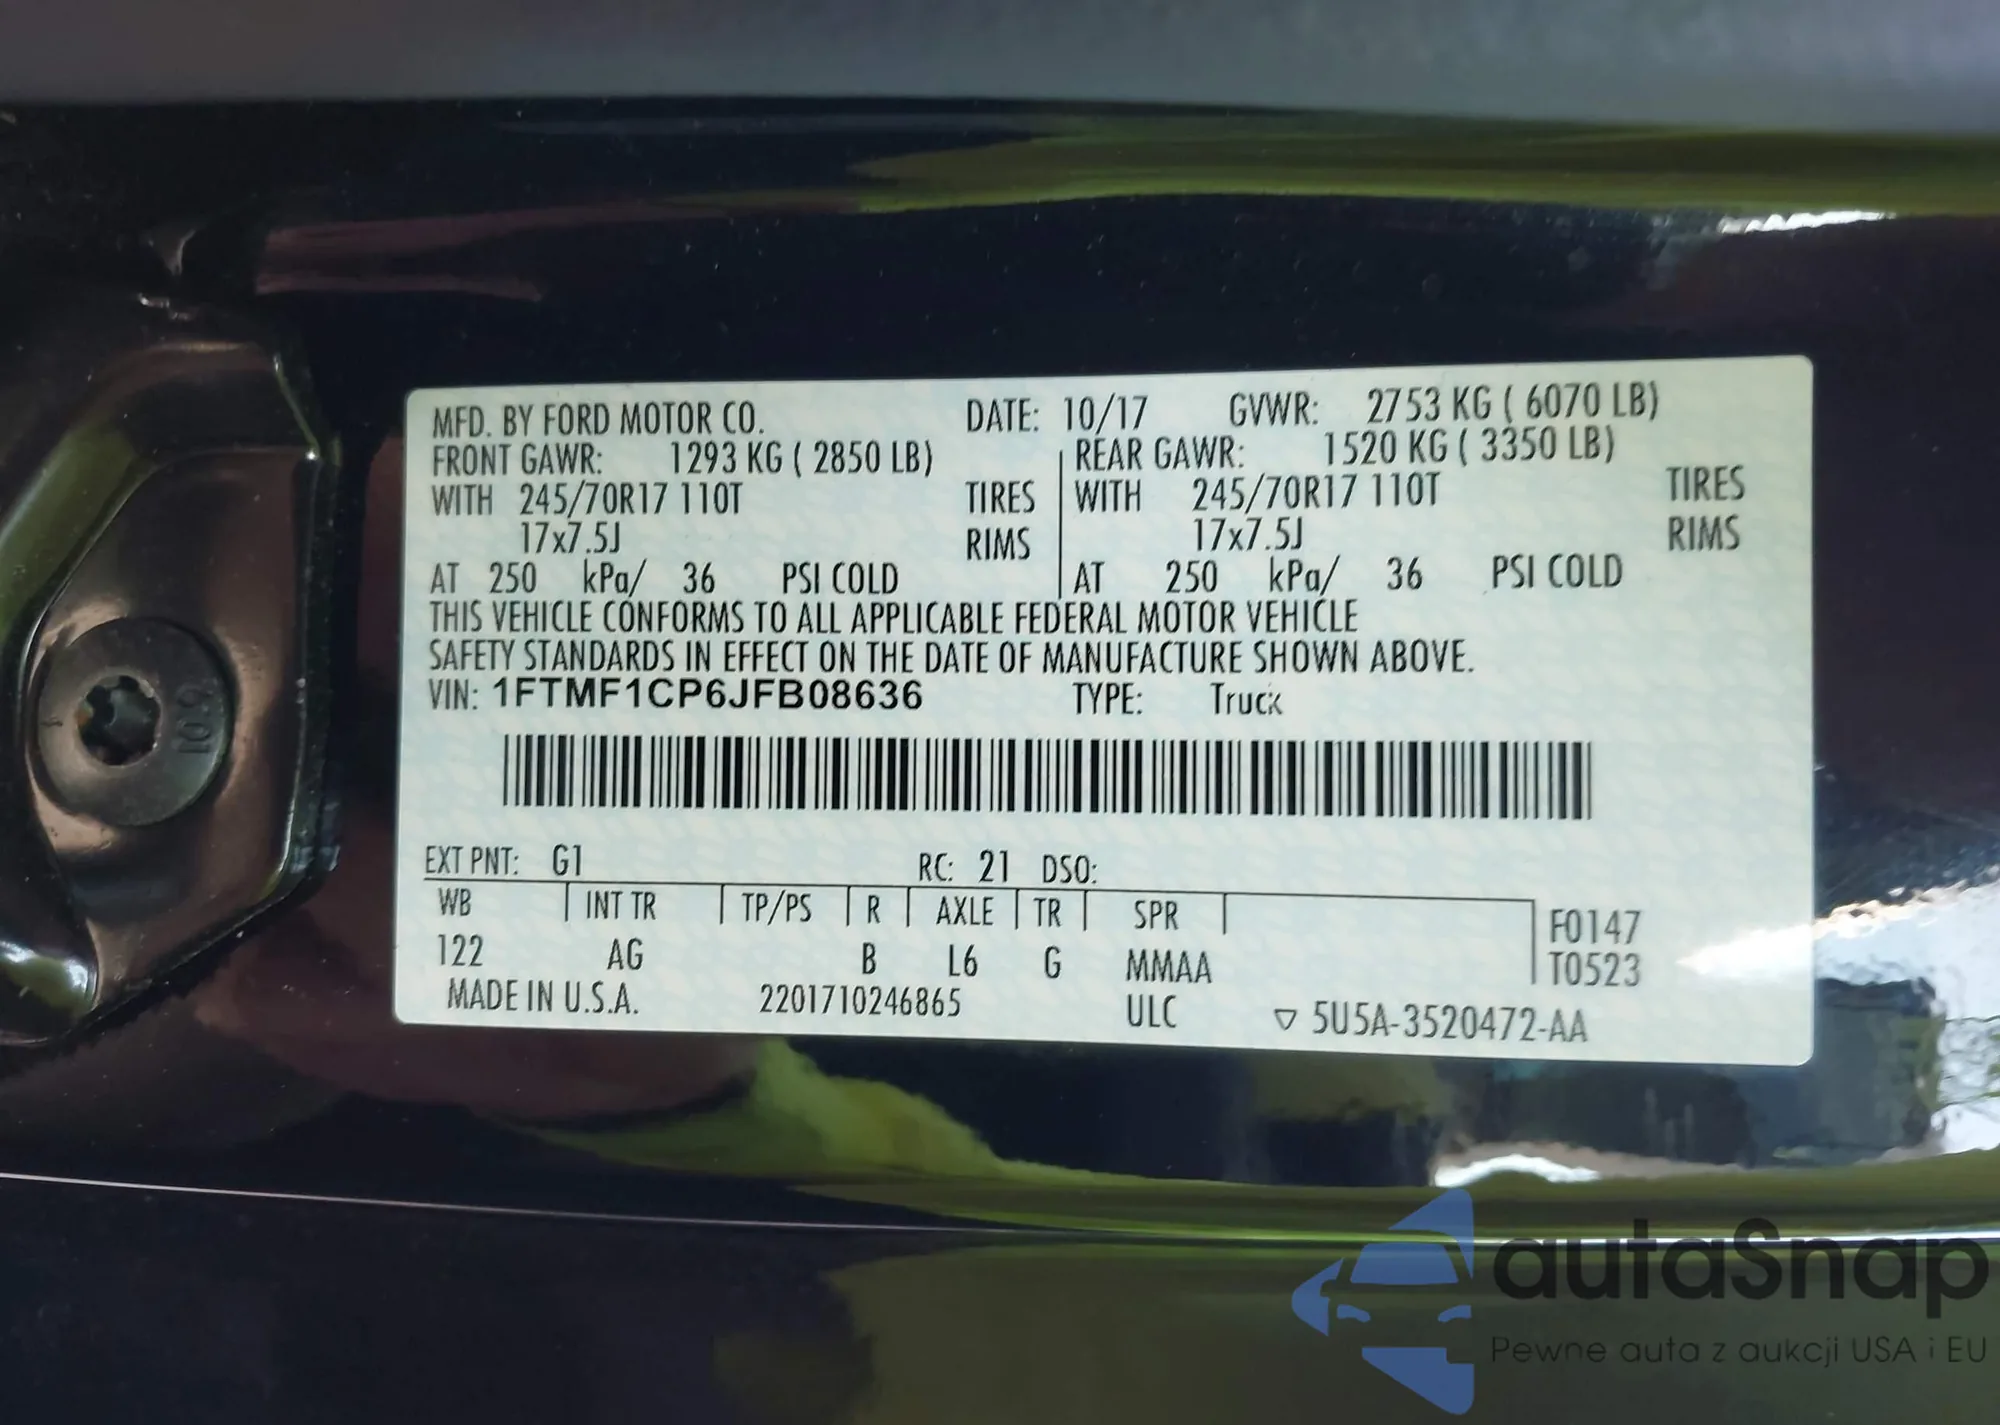 MFD. BY FORD MOTOR CO. DATE: 10/17 GVWR: 2753 KG ( 6070 LB)
FRONT GAWR: 1293 KG ( 2850 LB) REAR GAWR: 1520 KG ( 3350 LB)
WITH 245/70R17 110T TIRES WITH 245/70R17 110T TIRES
17x7.5J RIMS 17x7.5J RIMS
AT 250 kPa/ 36 PSI COLD AT 250 kPa/ 36 PSI COLD
THIS VEHICLE CONFORMS TO ALL APPLICABLE FEDERAL MOTOR VEHICLE
SAFETY STANDARDS IN EFFECT ON THE DATE OF MANUFACTURE SHOWN ABOVE.
VIN: 1FTMF1CP6JFB08636 TYPE: Truck
EXT PNT: G1 RC: 21 DSO:
WB INT TR TP/PS R AXLE TR SPR F0147
122 AG B L6 G MMAA T0523
MADE IN U.S.A. 2201710246865 ULC ▽ 5U5A-3520472-AA
autaSnap
Pewne auta z aukcji USA i EU